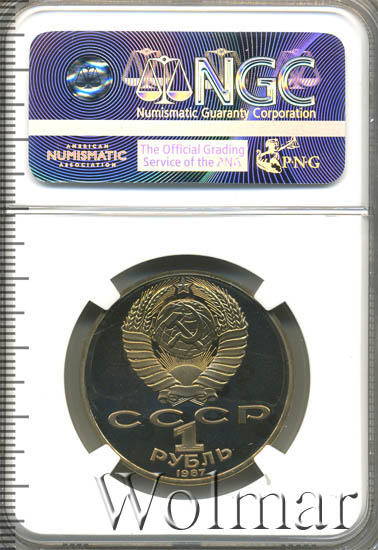 NGC
Numismatic Guaranty Corporation
AMERICAN
NUMISMATIC
ASSOCIATION
The Official Grading
Service of the PNG
PNG
СССР
1
РУБЛЬ
1987
Wolmar